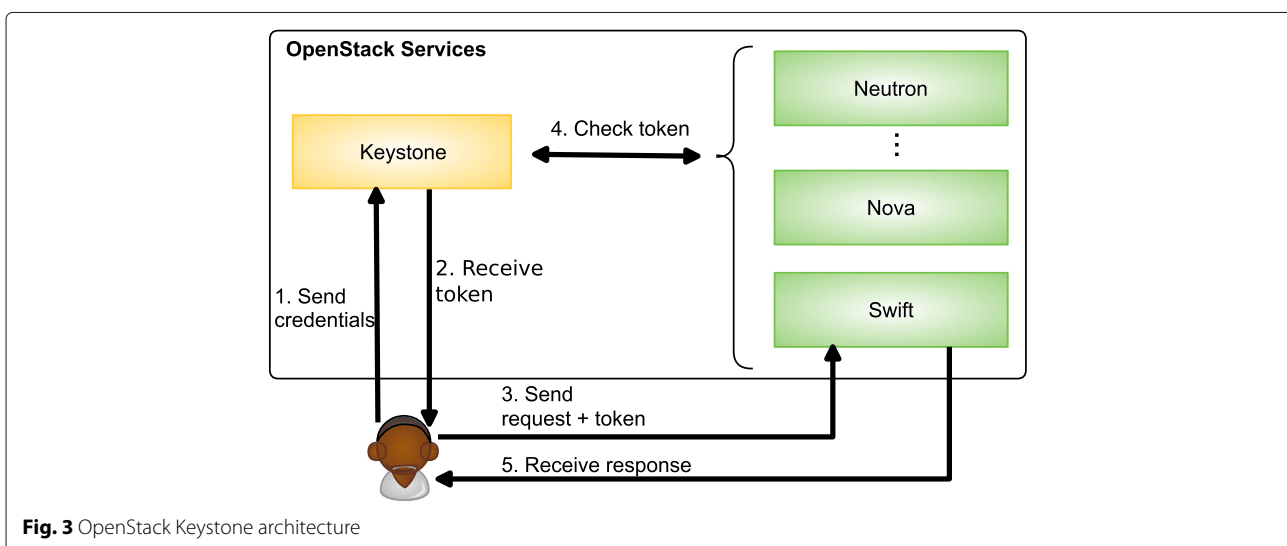 OpenStack Services
Neutron
4. Check token
Keystone
⋮
Nova
2. Receive
token
1. Send
credentials
Swift
3. Send
request + token
5. Receive response
Fig. 3 OpenStack Keystone architecture